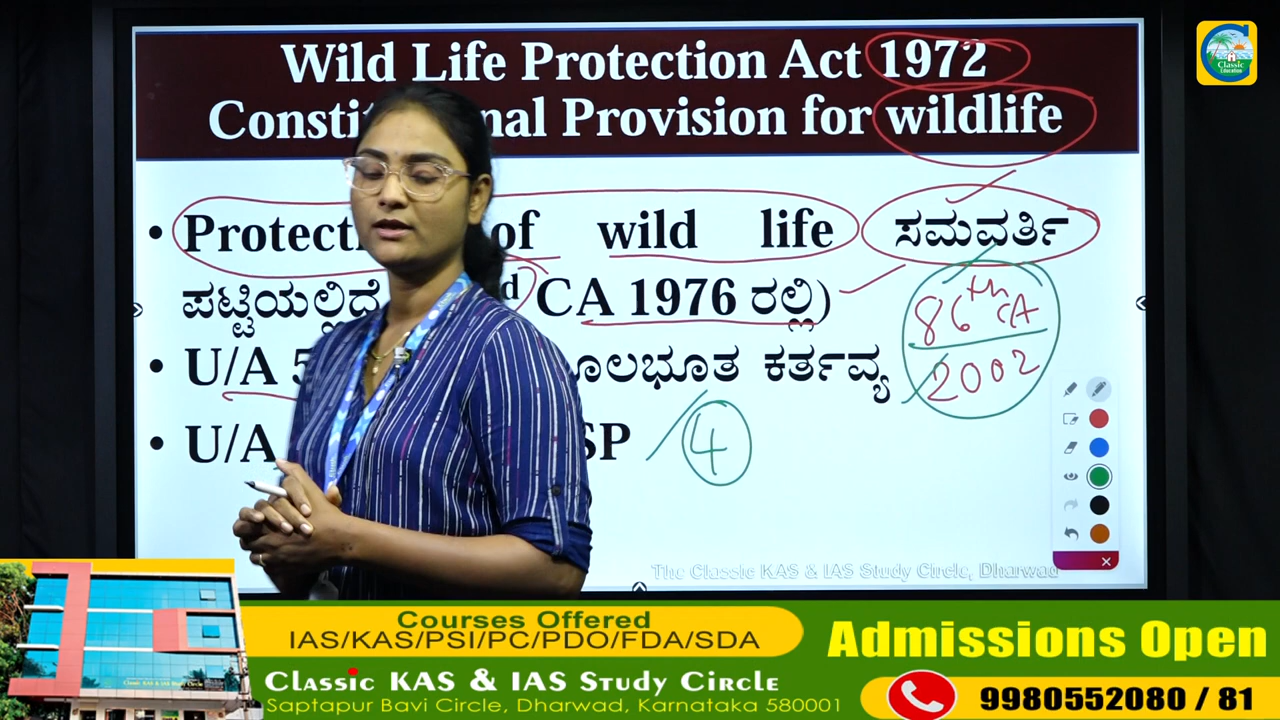 Wild Life Protection Act 1972
Constit nal Provision for wildlife
• Protecti of wild life ಸಮವರ್ತಿ
ಪಟ್ಟಿಯಲ್ಲಿದೆ d CA 1976 ರಲ್ಲಿ)
86th CA
2002
• U/A 5 ಮೂಲಭೂತ ಕರ್ತವ್ಯ
• U/A SP 4
The Classic KAS & IAS Study Circle, Dharwad
Classic
Education
Courses Offered
IAS/KAS/PSI/PC/PDO/FDA/SDA
Classic KAS & IAS Study Circle
Saptapur Bavi Circle, Dharwad, Karnataka 580001
Admissions Open
9980552080 / 81